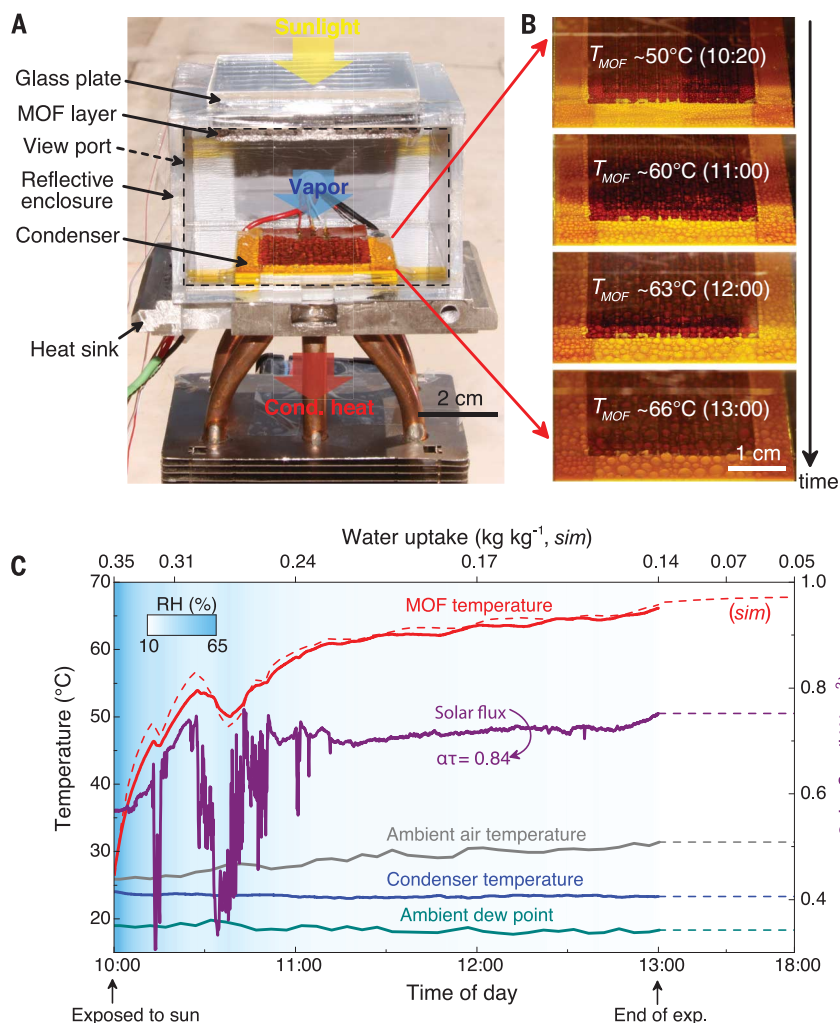 A
Sunlight
Glass plate
MOF layer
View port
Reflective
enclosure
Condenser
Heat sink
Vapor
Cond. heat
2 cm
B
TMOF ~50°C (10:20)
TMOF ~60°C (11:00)
TMOF ~63°C (12:00)
TMOF ~66°C (13:00)
1 cm
time
C
Water uptake (kg kg⁻¹, sim)
0.35 0.31 0.24 0.17 0.14 0.07 0.05
RH (%)
10 65
MOF temperature
(sim)
Solar flux
ατ = 0.84
Ambient air temperature
Condenser temperature
Ambient dew point
Temperature (°C)
70
60
50
40
30
20
1.0
0.8
0.6
0.4
10:00 11:00 12:00 13:00 18:00
Time of day
Exposed to sun
End of exp.